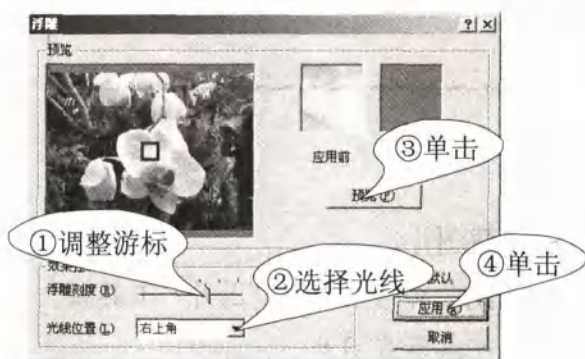 浮雕
预览
应用前
③单击
预览(P)
①调整游标
②选择光线
④单击
浮雕刻度(R)
默认
应用
光线位置(L)
右上角
取消